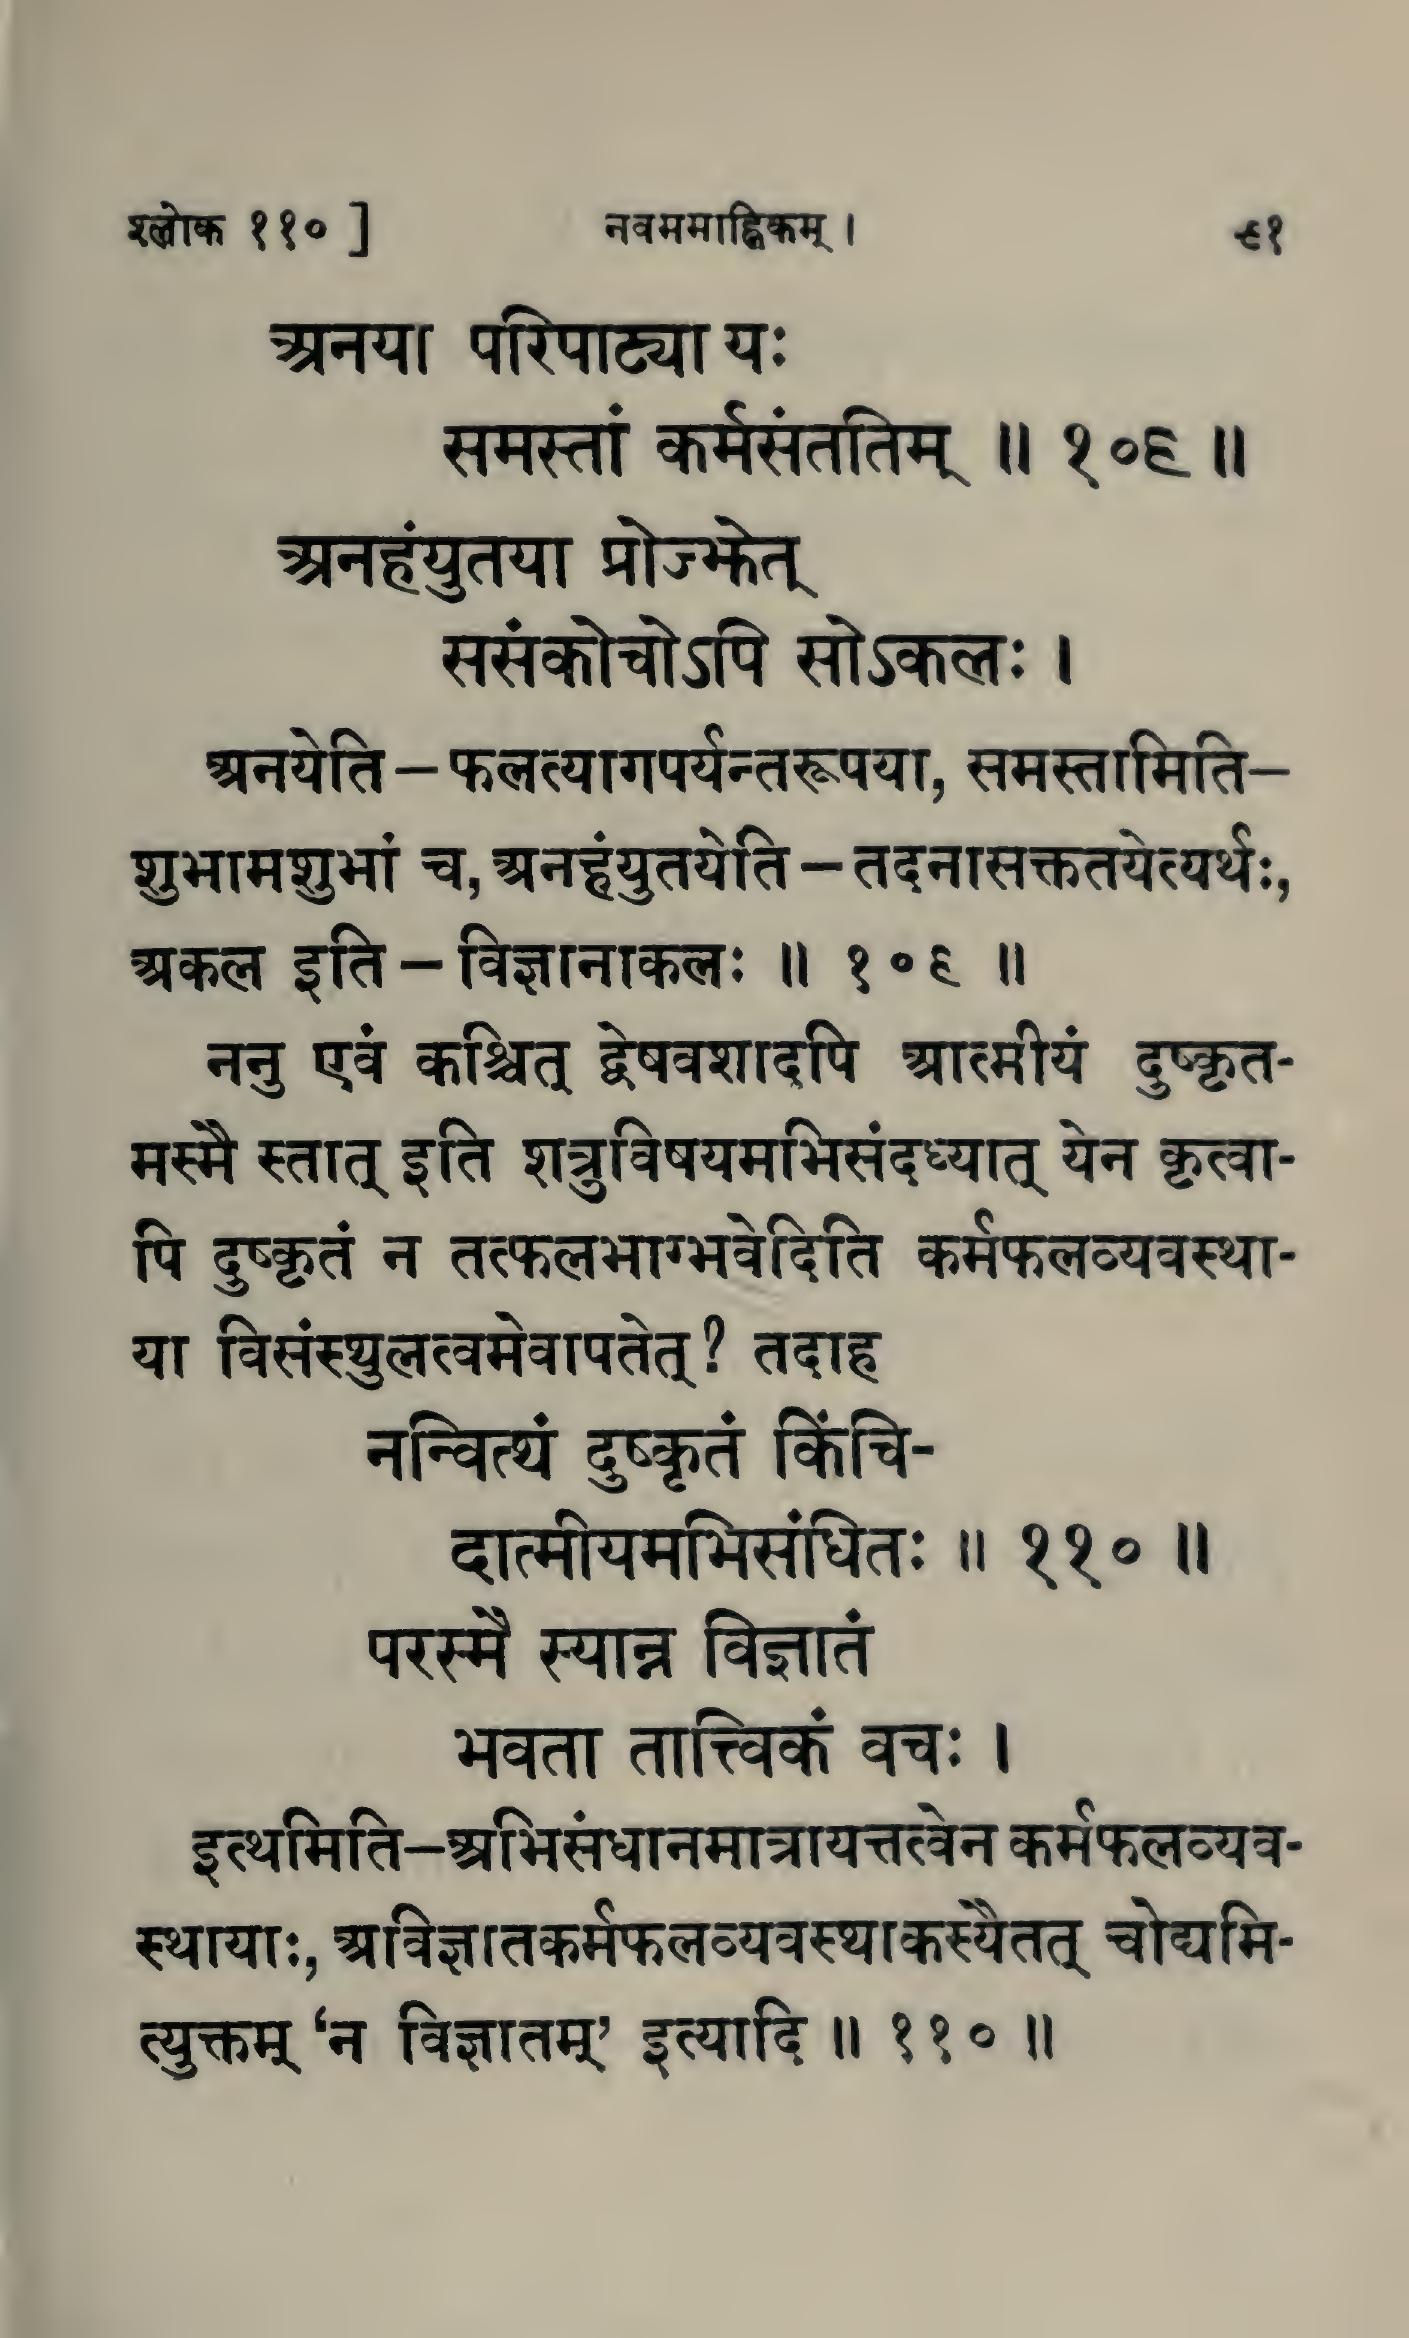 श्लोक ११० ] नवममाह्निकम् । ९१
अनया परिपाट्या यः
समस्तां कर्मसंततिम् ॥ १०९ ॥
अनहंयुतया प्रोज्झेत्
ससंकोचोऽपि सोऽकलः ।
अनयेति – फलत्यागपर्यन्तरूपया, समस्तामिति –
शुभामशुभां च, अनहंयुतयेति – तदनासक्ततयेत्यर्थः,
अकल इति – विज्ञानाकलः ॥ १०९ ॥
ननु एवं कश्चित् द्वेषवशादपि आत्मीयं दुष्कृत-
मस्मै स्तात् इति शत्रुविषयमभिसंदध्यात् येन कृत्वा-
पि दुष्कृतं न तत्फलभाग्भवेदिति कर्मफलव्यवस्था-
या विसंस्थुलत्वमेवापतेत् ? तदाह
नन्वित्थं दुष्कृतं किंचि-
दात्मीयमभिसंधितः ॥ ११० ॥
परस्मै स्यान्न विज्ञातं
भवता तात्त्विकं वचः ।
इत्थमिति – अभिसंधानमात्रायत्तत्वेन कर्मफलव्यव-
स्थायाः, अविज्ञातकर्मफलव्यवस्थाकस्यैतत् चोद्यमि-
त्युक्तम् ‘न विज्ञातम्’ इत्यादि ॥ ११० ॥